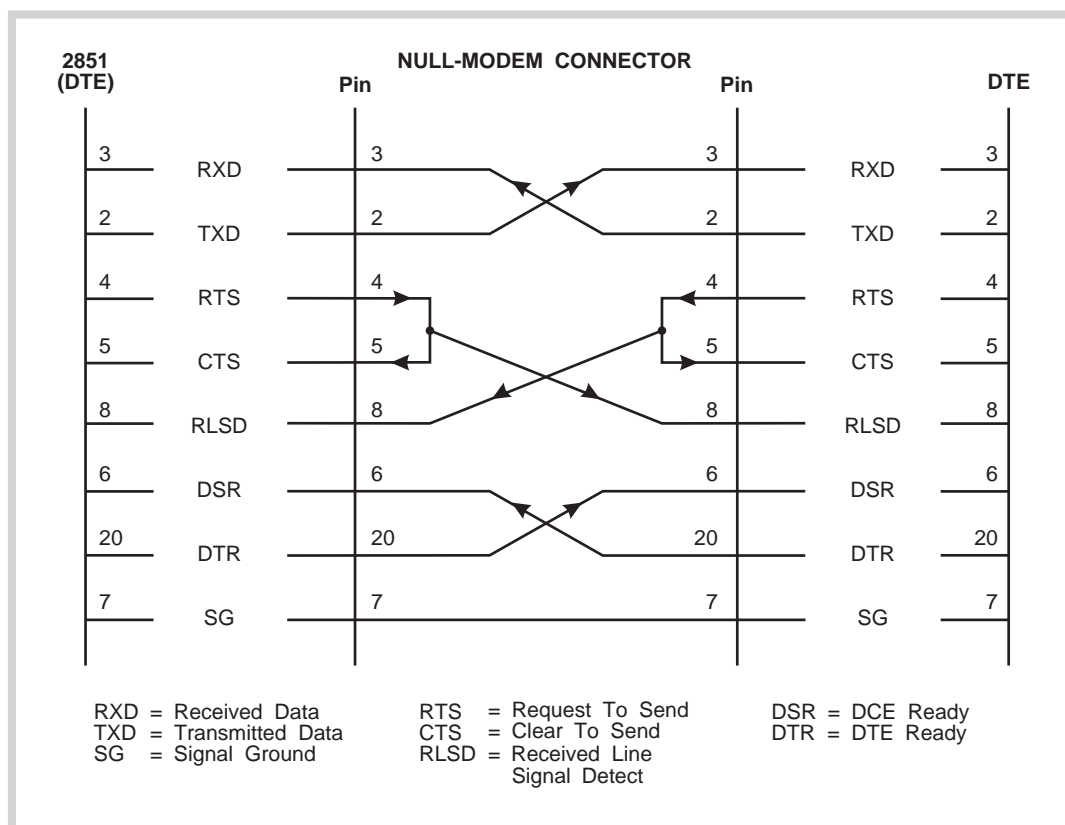 2851 NULL-MODEM CONNECTOR
(DTE) Pin Pin DTE
3 RXD 3 3 RXD 3
2 TXD 2 2 TXD 2
4 RTS 4 4 RTS 4
5 CTS 5 5 CTS 5
8 RLSD 8 8 RLSD 8
6 DSR 6 6 DSR 6
20 DTR 20 20 DTR 20
7 SG 7 7 SG 7
RXD = Received Data
TXD = Transmitted Data
SG = Signal Ground
RTS = Request To Send
CTS = Clear To Send
RLSD = Received Line
Signal Detect
DSR = DCE Ready
DTR = DTE Ready